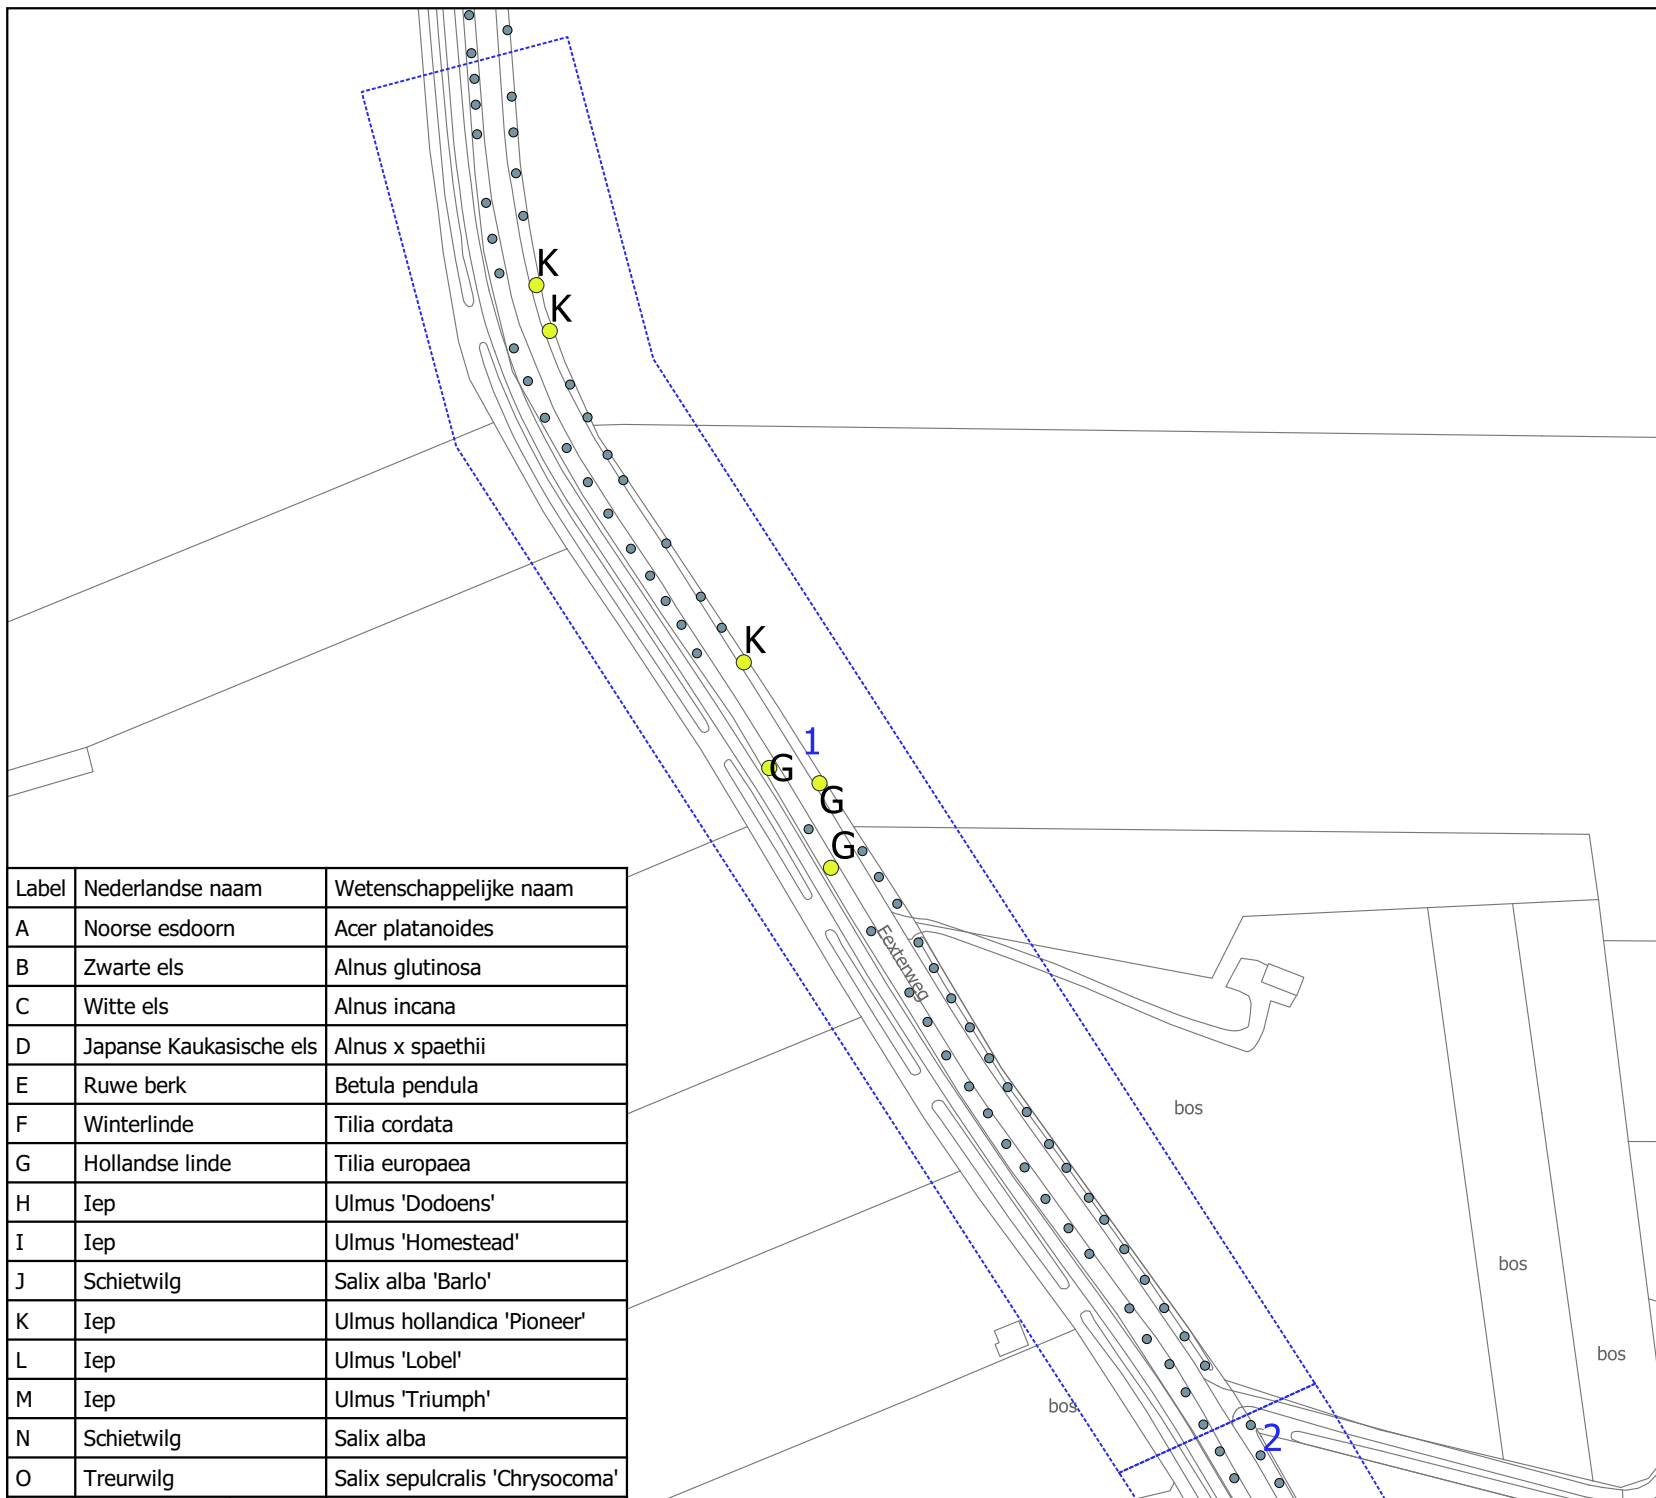 K
K
K
1
G
G
G
Eexterweg
bos
bos
bos
bos
2
Label Nederlandse naam Wetenschappelijke naam
A Noorse esdoorn Acer platanoides
B Zwarte els Alnus glutinosa
C Witte els Alnus incana
D Japanse Kaukasische els Alnus x spaethii
E Ruwe berk Betula pendula
F Winterlinde Tilia cordata
G Hollandse linde Tilia europaea
H Iep Ulmus 'Dodoens'
I Iep Ulmus 'Homestead'
J Schietwilg Salix alba 'Barlo'
K Iep Ulmus hollandica 'Pioneer'
L Iep Ulmus 'Lobel'
M Iep Ulmus 'Triumph'
N Schietwilg Salix alba
O Treurwilg Salix sepulcralis 'Chrysocoma'